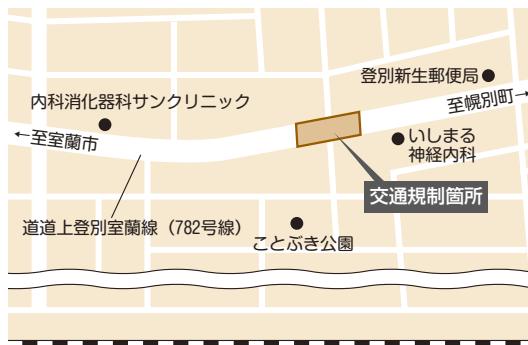 登別新生郵便局
至幌別町→
内科消化器科サンクリニック
←至室蘭市
いしまる
神経内科
交通規制箇所
道道上登別室蘭線（782号線）
ことぶき公園